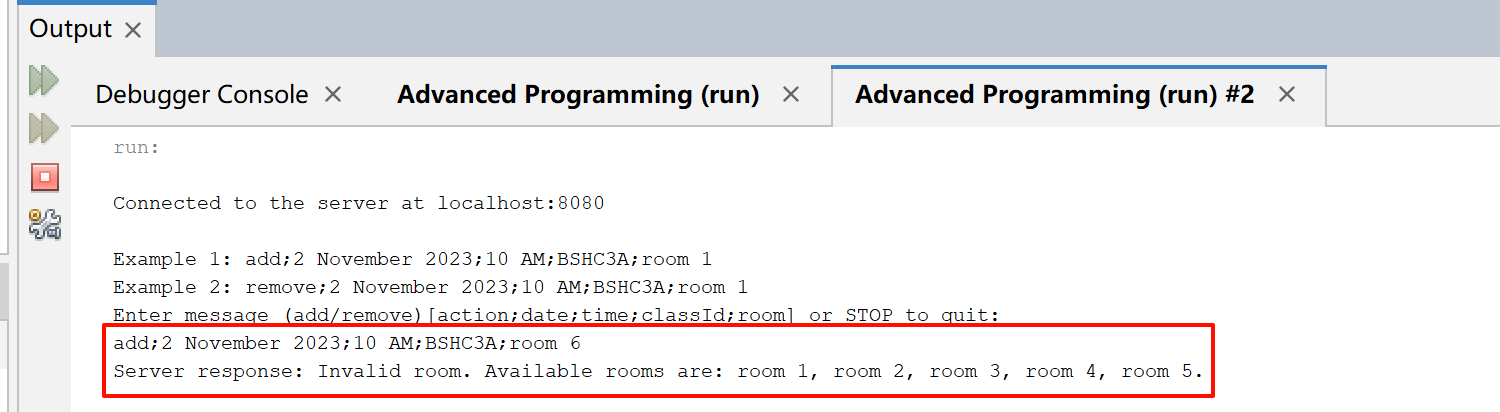 Output
Debugger Console Advanced Programming (run) Advanced Programming (run) #2
run:
Connected to the server at localhost:8080
Example 1: add;2 November 2023;10 AM;BSHC3A;room 1
Example 2: remove;2 November 2023;10 AM;BSHC3A;room 1
Enter message (add/remove)[action;date;time;classId;room] or STOP to quit:
add;2 November 2023;10 AM;BSHC3A;room 6
Server response: Invalid room. Available rooms are: room 1, room 2, room 3, room 4, room 5.